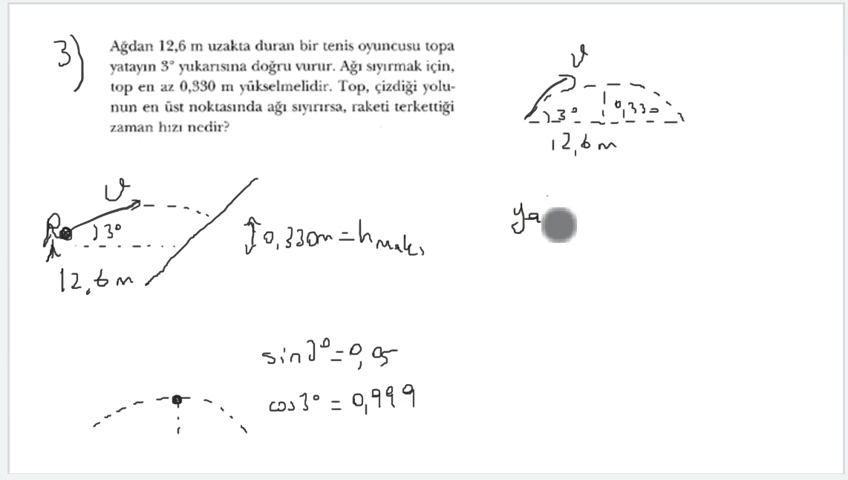 3)
Ağdan 12,6 m uzakta duran bir tenis oyuncusu topa
yatayın 3° yukarısına doğru vurur. Ağı sıyırmak için,
top en az 0,330 m yükselmelidir. Top, çizdiği yolu-
nun en üst noktasında ağı sıyırırsa, raketi terkettiği
zaman hızı nedir?
v
3°
0,330
12,6 m
v
3°
12,6 m
0,330m = hmaks
ya
sin3° = 0,05
cos3° = 0,999